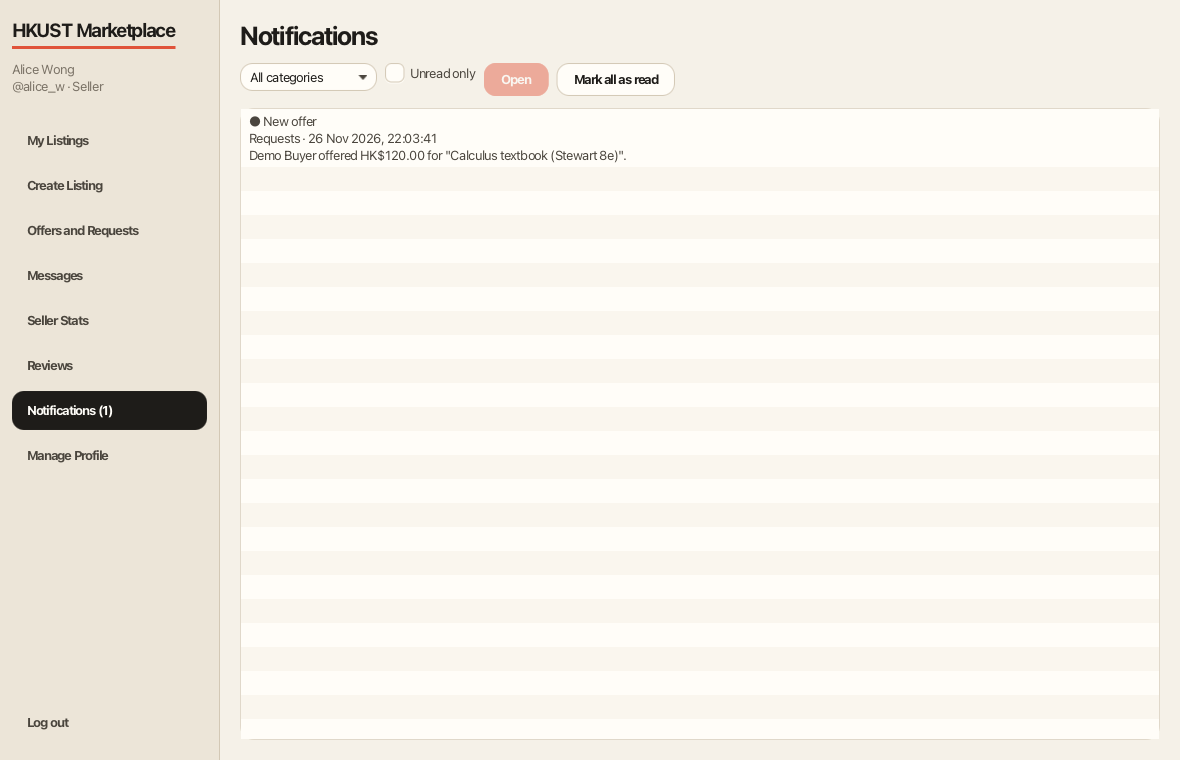 HKUST Marketplace
Alice Wong
@alice_w · Seller
My Listings
Create Listing
Offers and Requests
Messages
Seller Stats
Reviews
Notifications (1)
Manage Profile
Log out
Notifications
All categories
Unread only
Open
Mark all as read
● New offer
Requests · 26 Nov 2026, 22:03:41
Demo Buyer offered HK$120.00 for "Calculus textbook (Stewart 8e)".